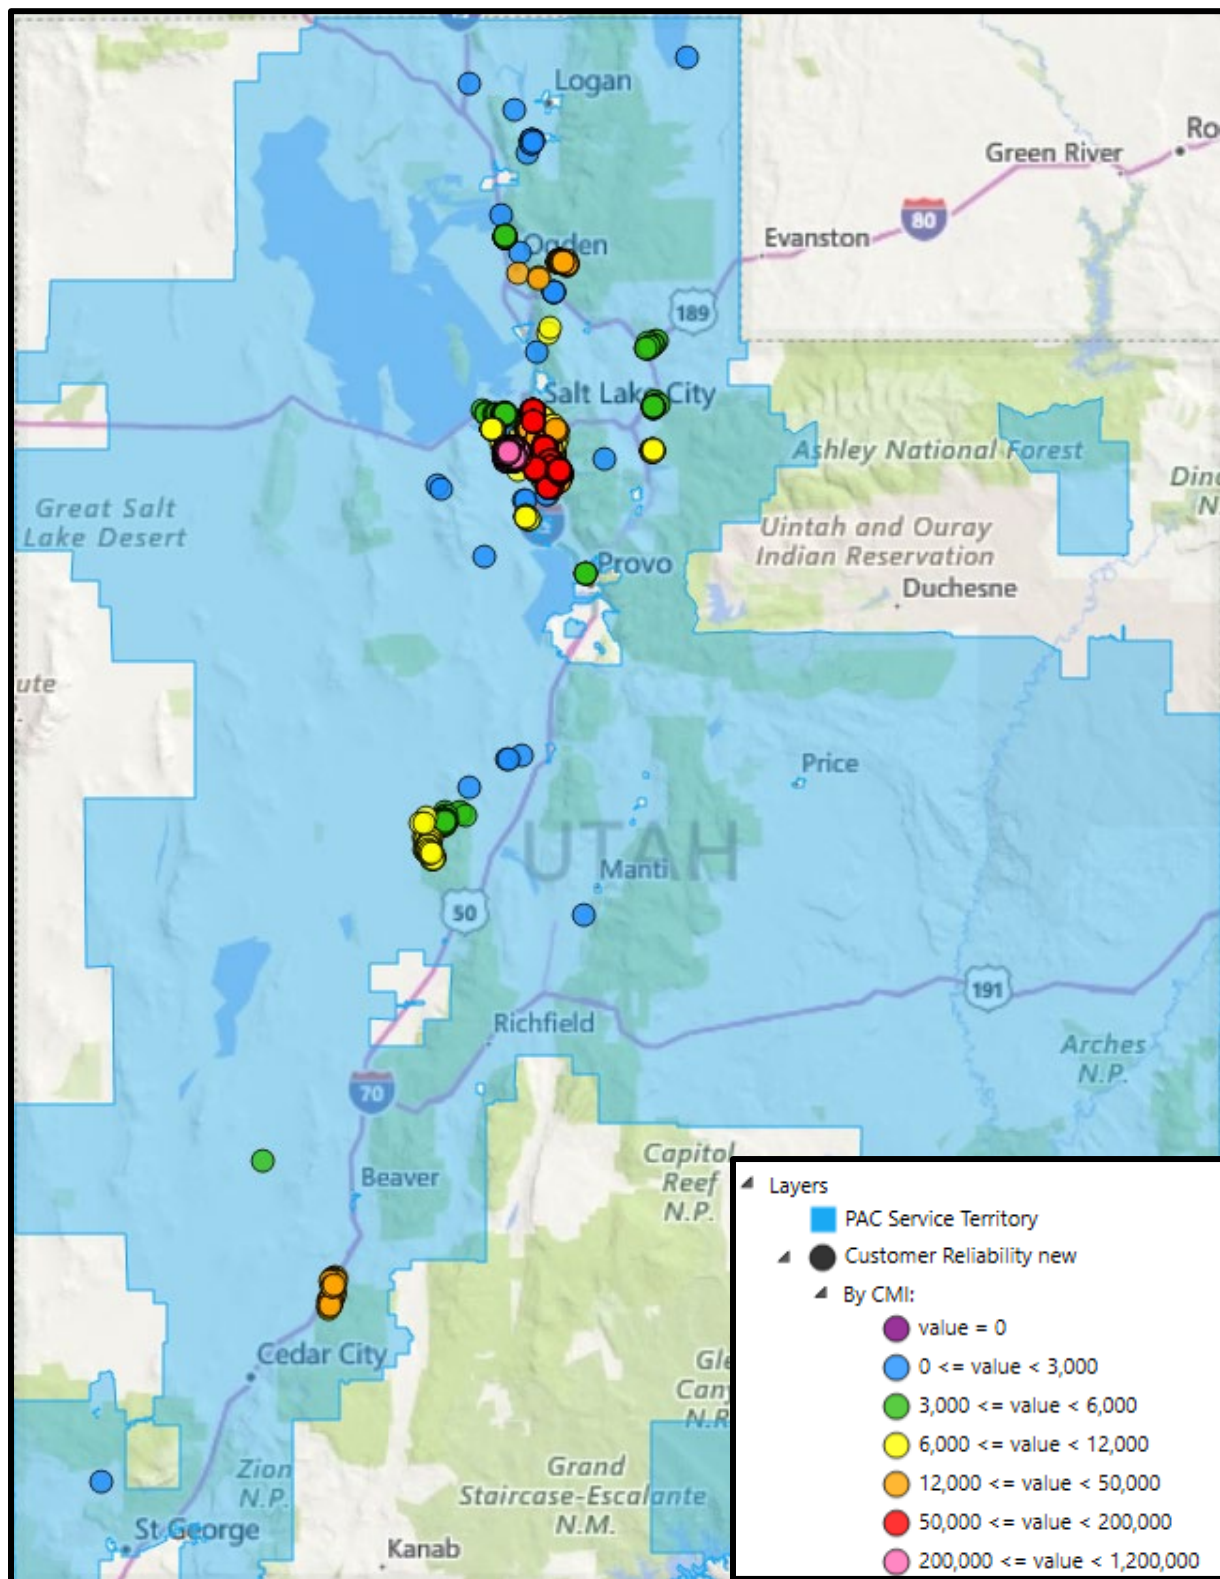 Logan
Ro
Green River
80
Evanston
Ogden
189
Salt Lake City
Ashley National Forest
Great Salt
Lake Desert
Uintah and Ouray
Indian Reservation
Provo
Duchesne
ute
Price
UTAH
Manti
50
191
Richfield
Arches
N.P.
70
Capitol
Reef
N.P.
Beaver
Cedar City
Zion
N.P.
Grand
Staircase-Escalante
N.M.
St George
Kanab
Layers
PAC Service Territory
Customer Reliability new
By CMI:
value = 0
0 <= value < 3,000
3,000 <= value < 6,000
6,000 <= value < 12,000
12,000 <= value < 50,000
50,000 <= value < 200,000
200,000 <= value < 1,200,000